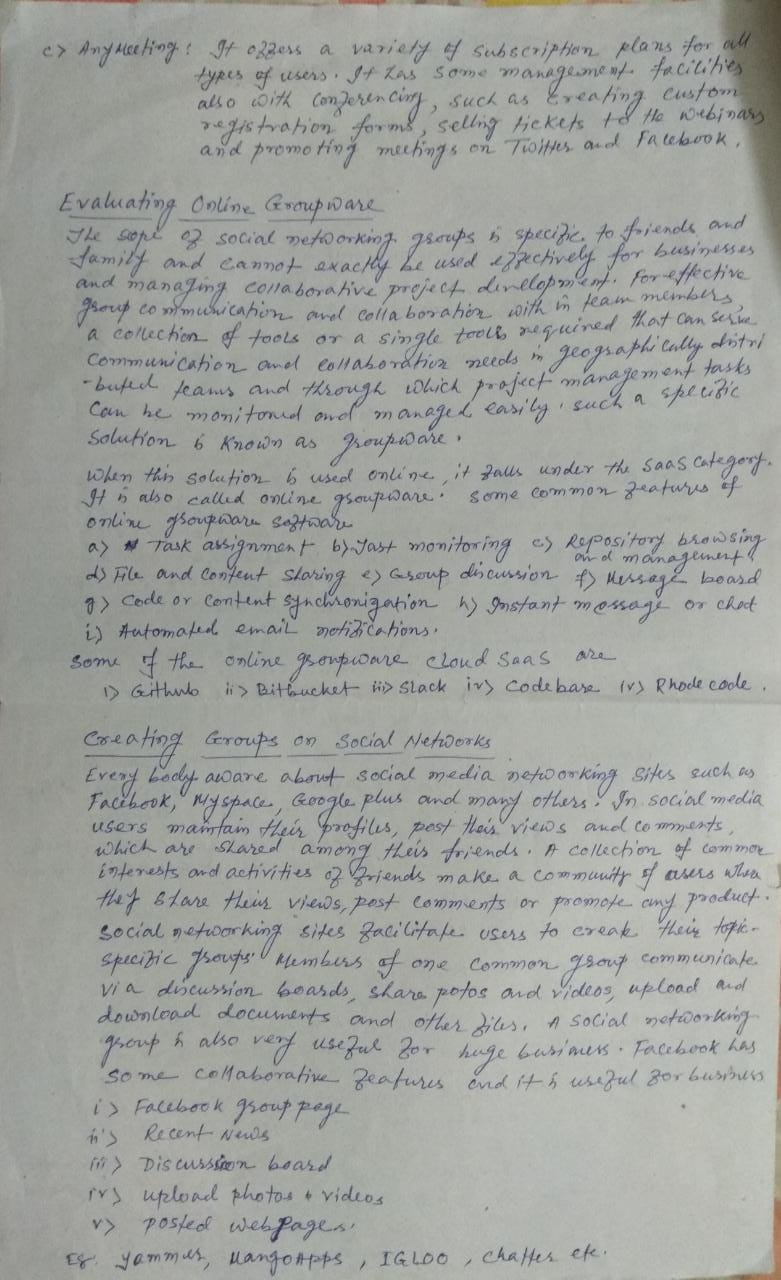 c) AnyMeeting: It offers a variety of subscription plans for all
types of users. It has some management facilities
also with conferencing, such as creating custom
registration forms, selling tickets to the webinars
and promoting meetings on Twitter and Facebook.
Evaluating Online Groupware
The scope of social networking groups is specific to friends and
family and cannot exactly be used effectively for businesses
and managing collaborative project development. For effective
group communication and collaboration with in team members,
a collection of tools or a single tools required that can serve
communication and collaboration needs in geographically distri
-buted teams and through which project management tasks
can be monitored and managed easily. such a specific
solution is known as groupware.
When this solution is used online, it falls under the SaaS category.
It is also called online groupware. some common features of
online groupware software
a) Task assignment b) Tast monitoring c) Repository browsing
and management
d) File and content sharing e) Group discussion f) Message board
g) Code or content synchronization h) Instant message or chat
i) Automated email notifications.
Some of the online groupware cloud SaaS are
i) Github ii) Bitbucket iii) Slack iv) Codebase (v) Rhodecode.
Creating Groups on Social Networks
Every body aware about social media networking sites such as
Facebook, Myspace, Google plus and many others. In social media
users maintain their profiles, post their views and comments,
which are shared among their friends. A collection of common
interests and activities of friends make a community of users when
they share their views, post comments or promote any product.
Social networking sites facilitate users to create their topic-
specific groups. Members of one common group communicate
via discussion boards, share potos and videos, upload and
download documents and other files. A social networking
group is also very useful for huge business. Facebook has
some collaborative features and it is useful for business
i) Facebook group page
ii) Recent News
iii) Discussion board
iv) upload photos & videos
v) posted webpages.
Eg. Yammer, MangoApps, IGLOO, Chatter etc.